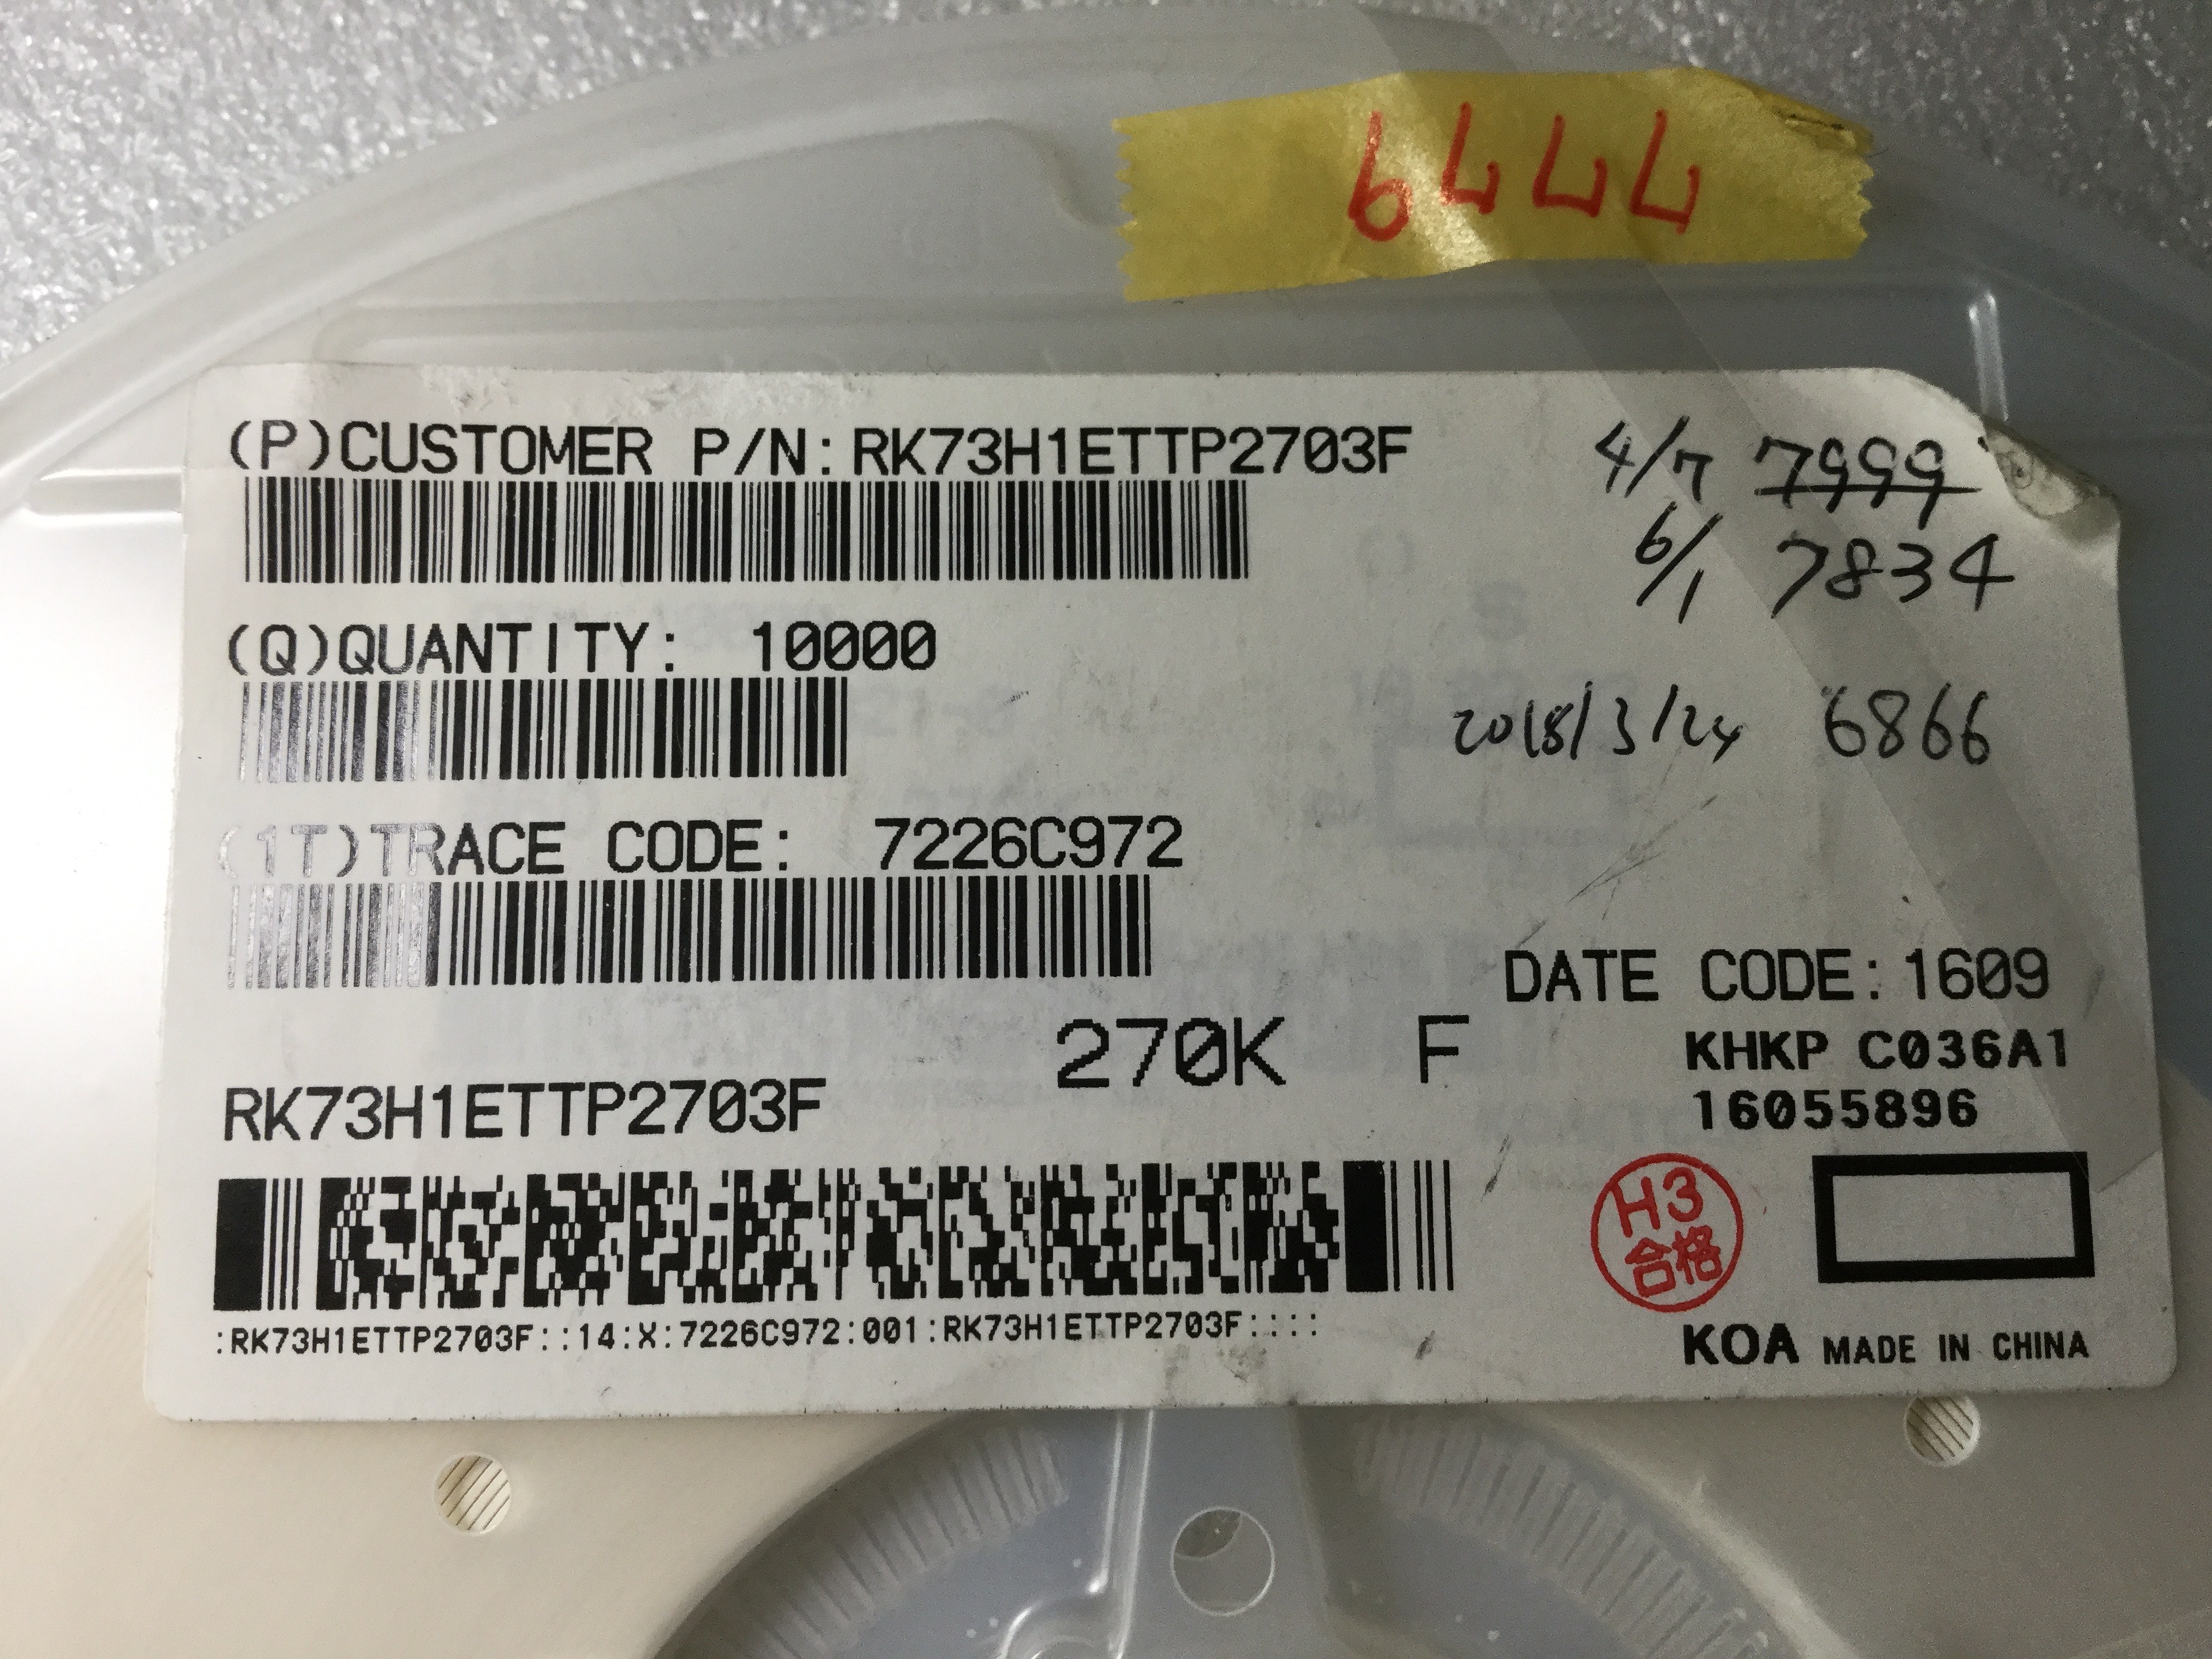 7779
(P)CUSTOMER P/N:RK73H1ETTP2703F
4/7 7999
6/1 7834
(Q)QUANTITY: 10000
2018/3/24 6866
(1T)TRACE CODE: 7226C972
DATE CODE:1609
270K F
KHKP C036A1
RK73H1ETTP2703F
16055896
H3
合格
:RK73H1ETTP2703F::14:X:7226C972:001:RK73H1ETTP2703F::::
KOA MADE IN CHINA